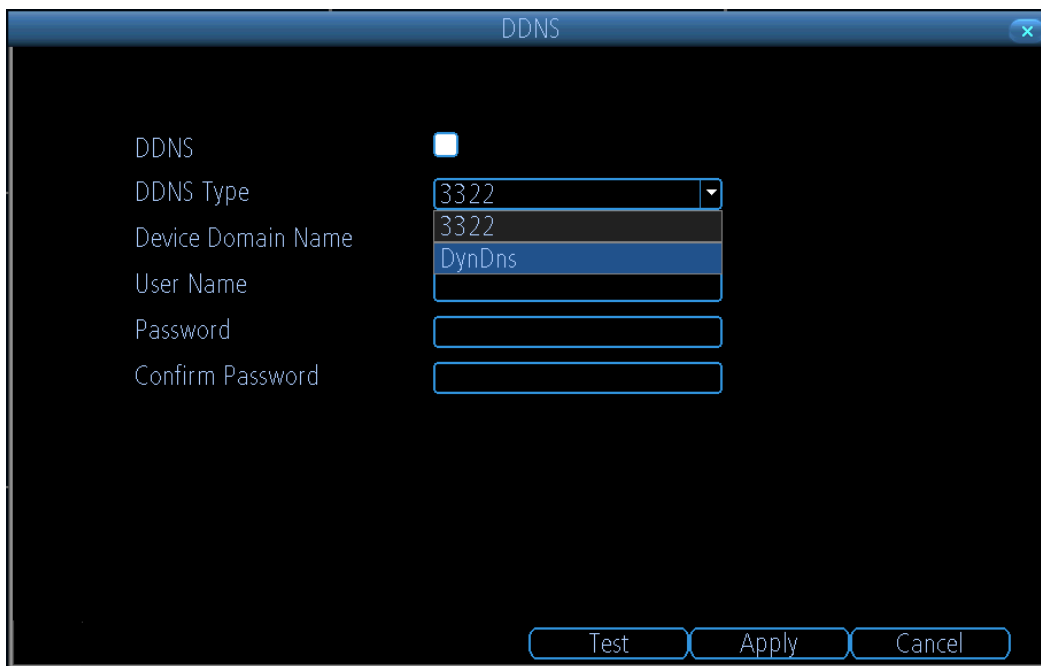 DDNS
DDNS
DDNS Type 3322
3322
Device Domain Name
DynDns
User Name
Password
Confirm Password
Test Apply Cancel